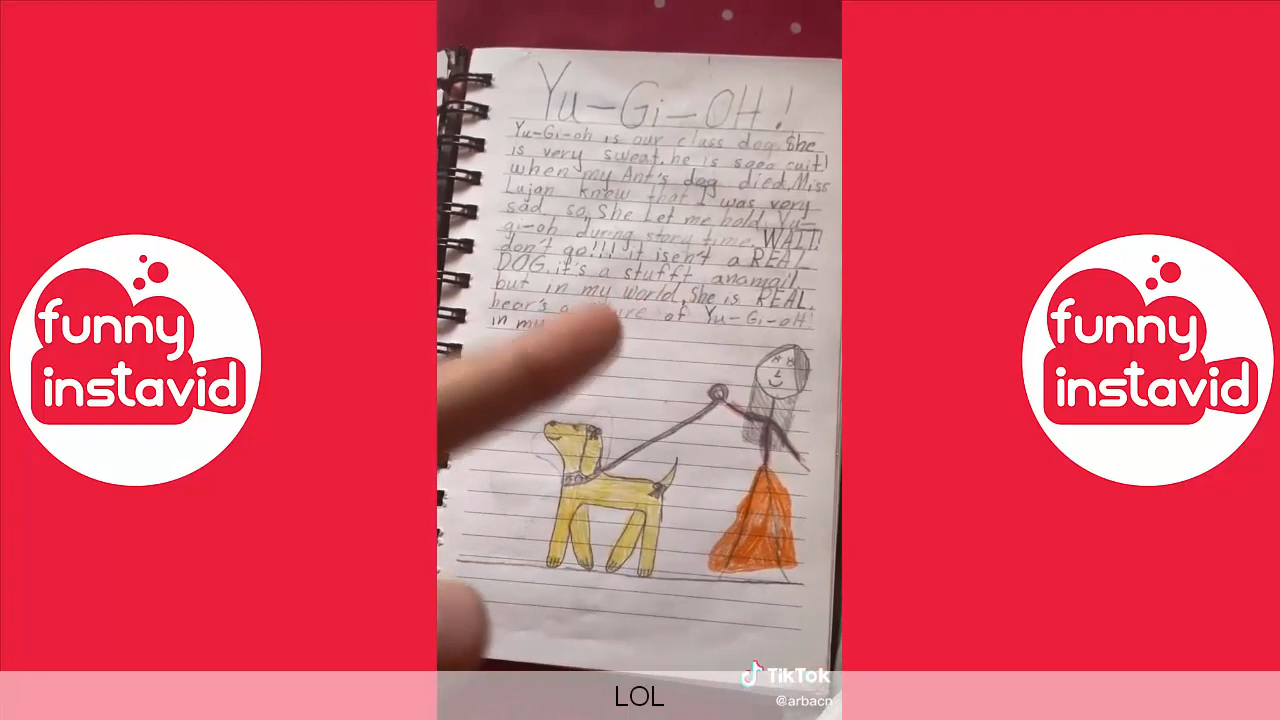 Yu-Gi-OH!
Yu-Gi-oh is our class dog. She
is very sweat. he is soeo cuit!
when my Ant's dog died, Miss
Lujan knew that I was very
sad so, She Let me hold Yu-
gi-oh during story time. WAIT!
don't go!!! it isen't a REAL
DOG. it's a stufft anamail,
but in my world, She is REAL.
hear's a of Yu-Gi-oH!
in my
funny
instavid
funny
instavid
TikTok
@arbacn
LOL